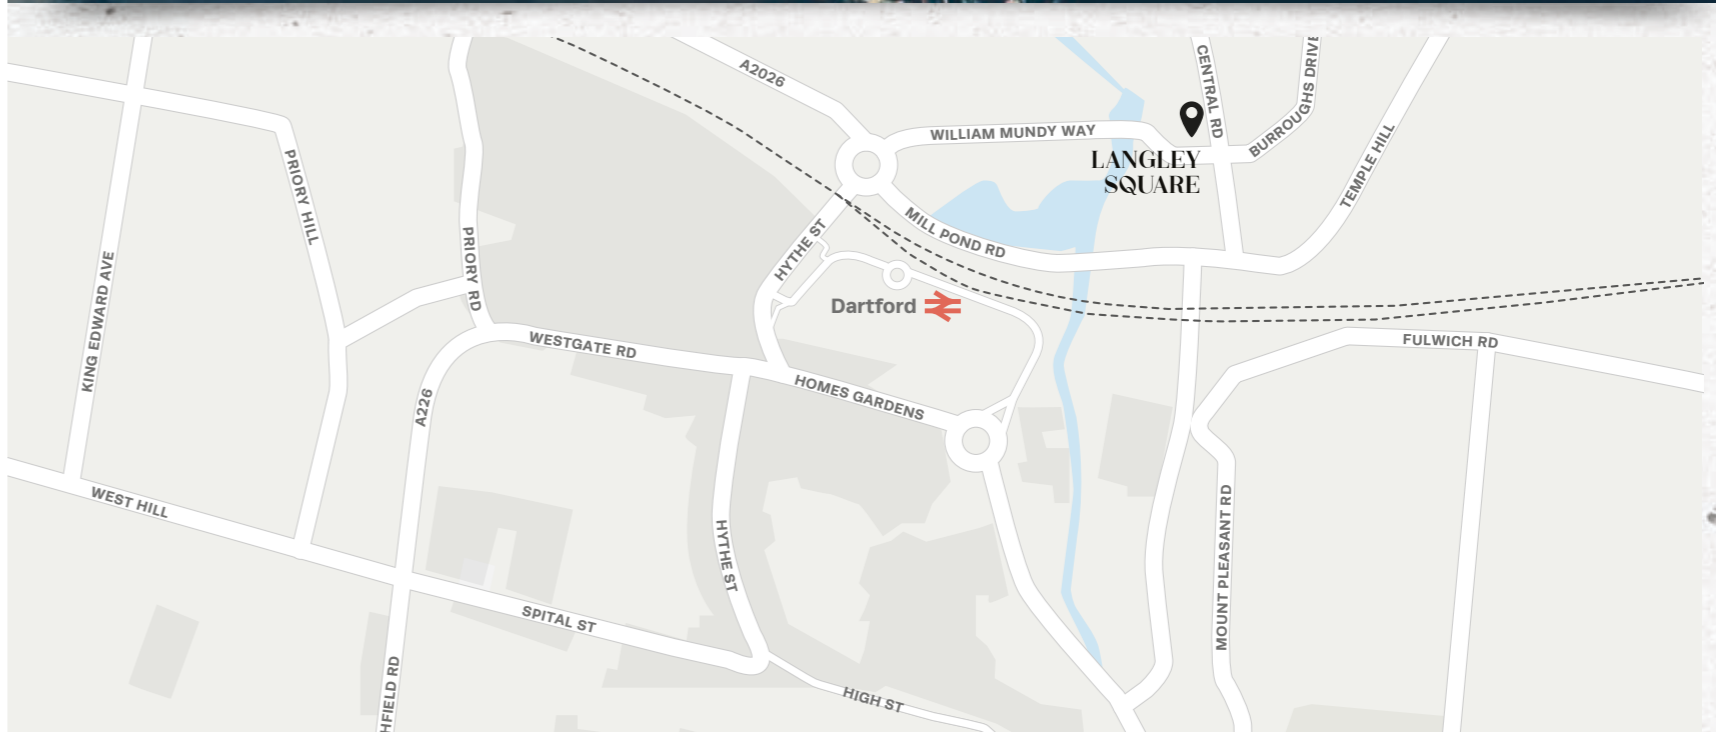 A2026
CENTRAL RD
BURROUGHS DRIVE
WILLIAM MUNDY WAY
LANGLEY
SQUARE
TEMPLE HILL
PRIORY HILL
MILL POND RD
HYTHE ST
PRIORY RD
KING EDWARD AVE
Dartford
WESTGATE RD
FULWICH RD
HOMES GARDENS
A226
WEST HILL
HYTHE ST
MOUNT PLEASANT RD
SPITAL ST
HFIELD RD
HIGH ST